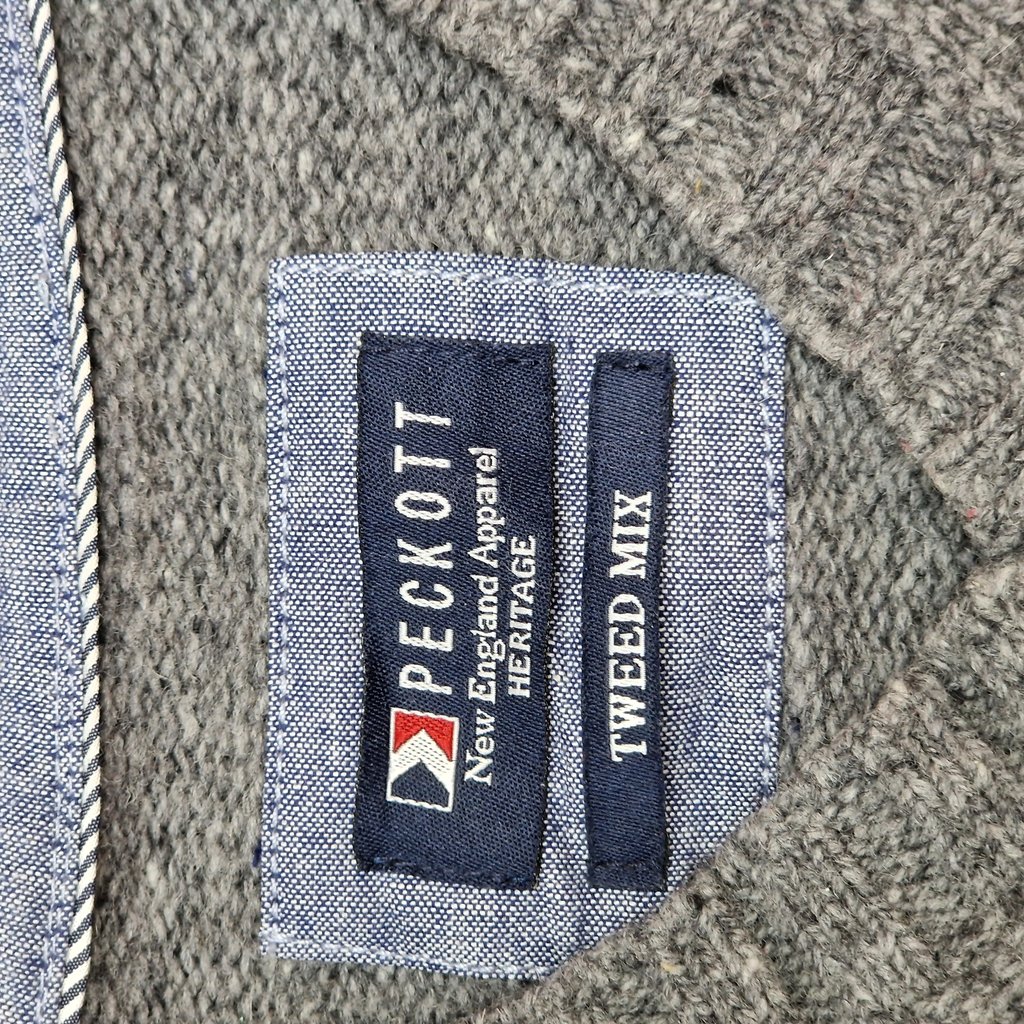 PECKOTT
New England Apparel
HERITAGE
TWEED MIX